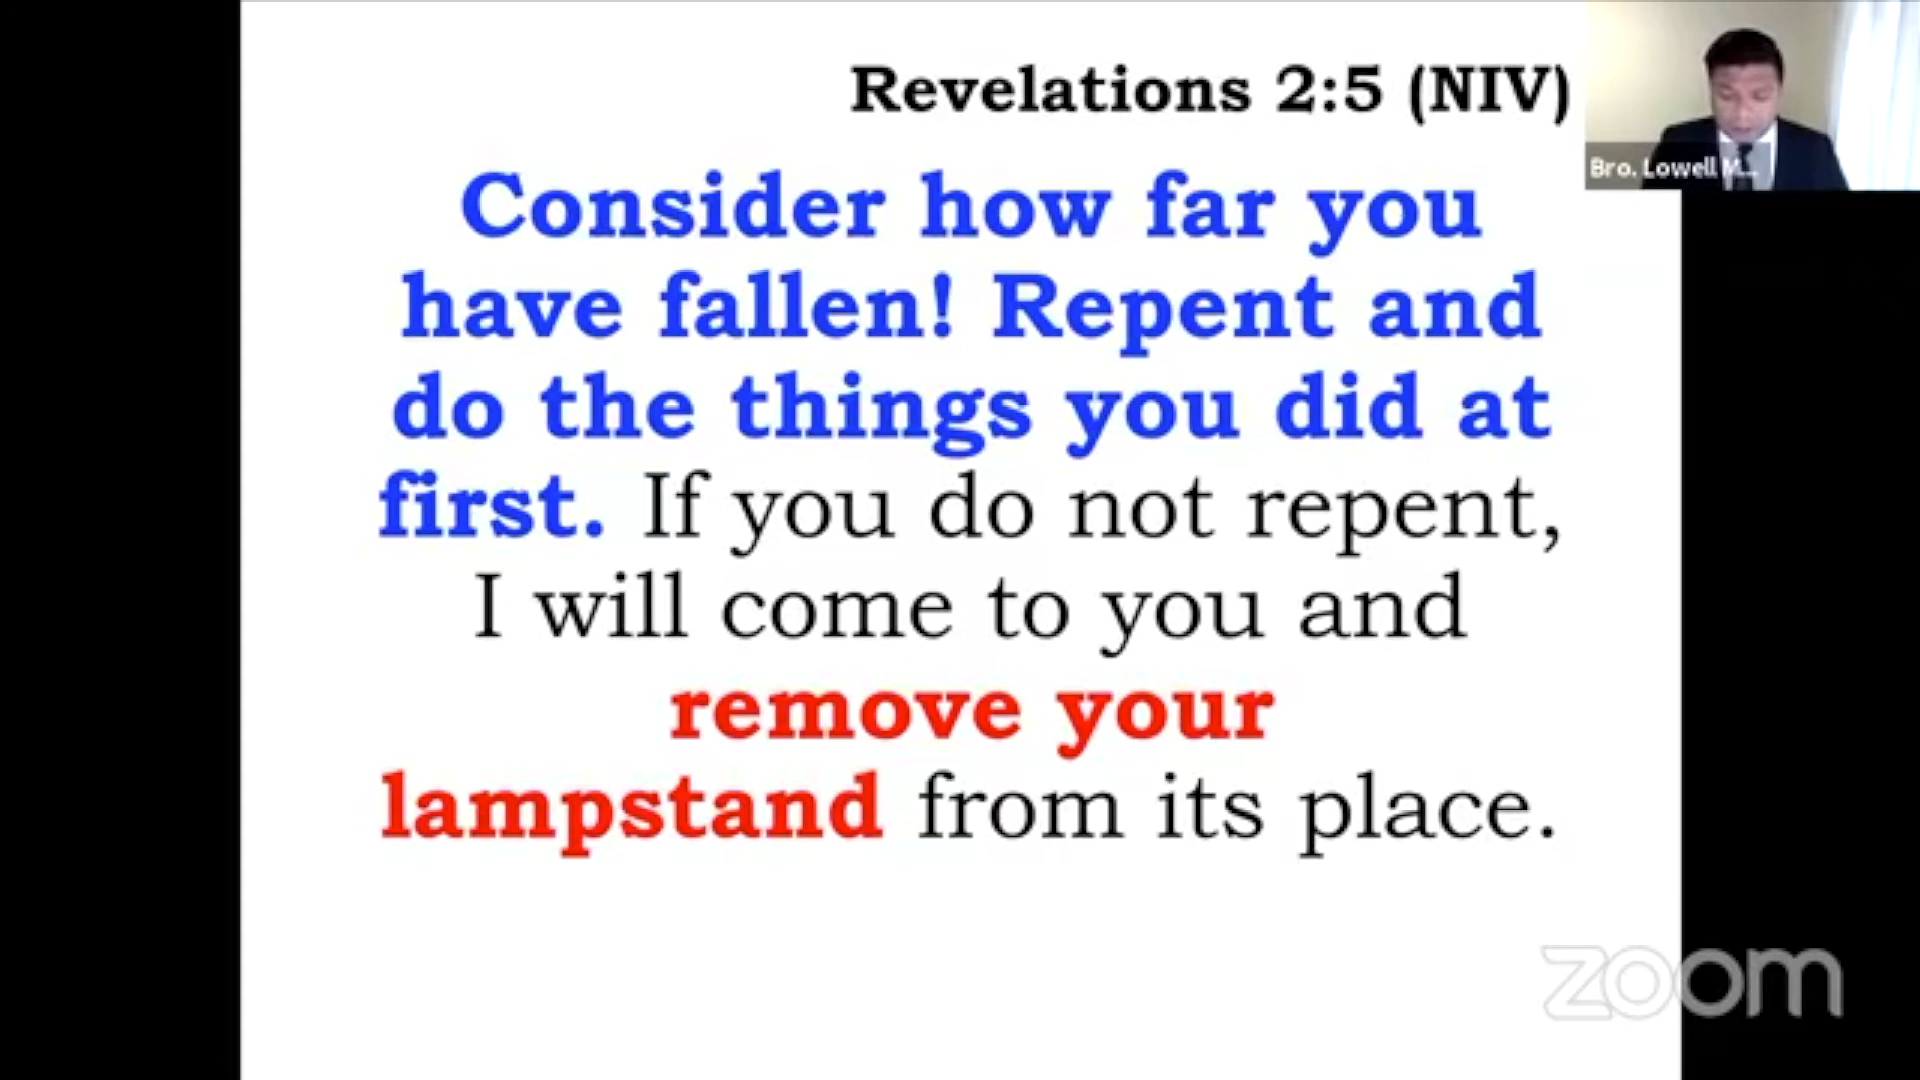 Revelations 2:5 (NIV)
Bro. Lowell M...
Consider how far you
have fallen! Repent and
do the things you did at
first. If you do not repent,
I will come to you and
remove your
lampstand from its place.
zoom